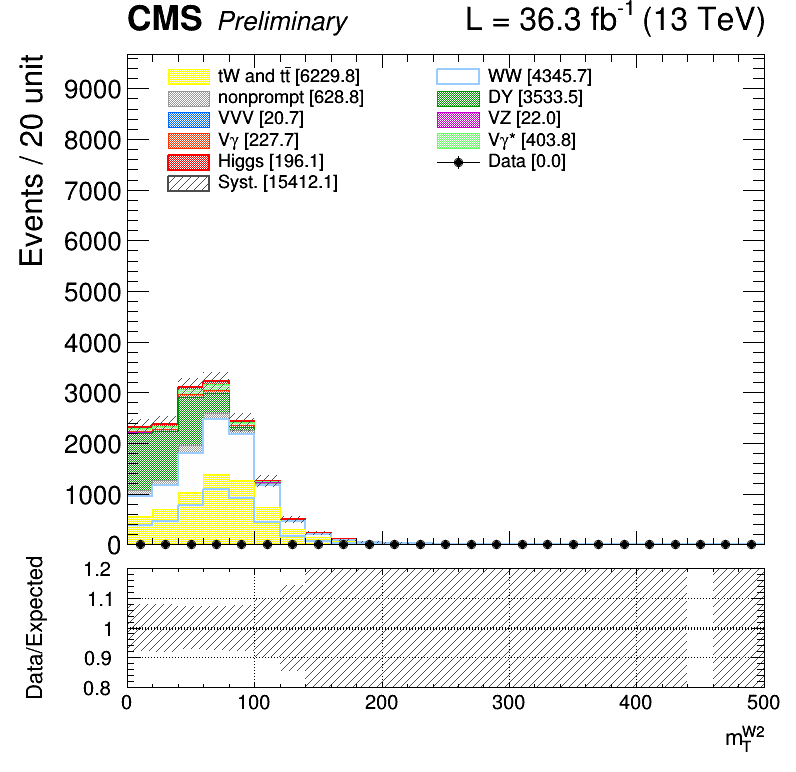 CMS Preliminary L = 36.3 fb⁻¹ (13 TeV)
Events / 20 unit
9000
8000
7000
6000
5000
4000
3000
2000
1000
0
tW and tt̄ [6229.8]
nonprompt [628.8]
VVV [20.7]
Vγ [227.7]
Higgs [196.1]
Syst. [15412.1]
WW [4345.7]
DY [3533.5]
VZ [22.0]
Vγ* [403.8]
Data [0.0]
Data/Expected
1.2
1.1
1
0.9
0.8
0 100 200 300 400 500
m_T^W2